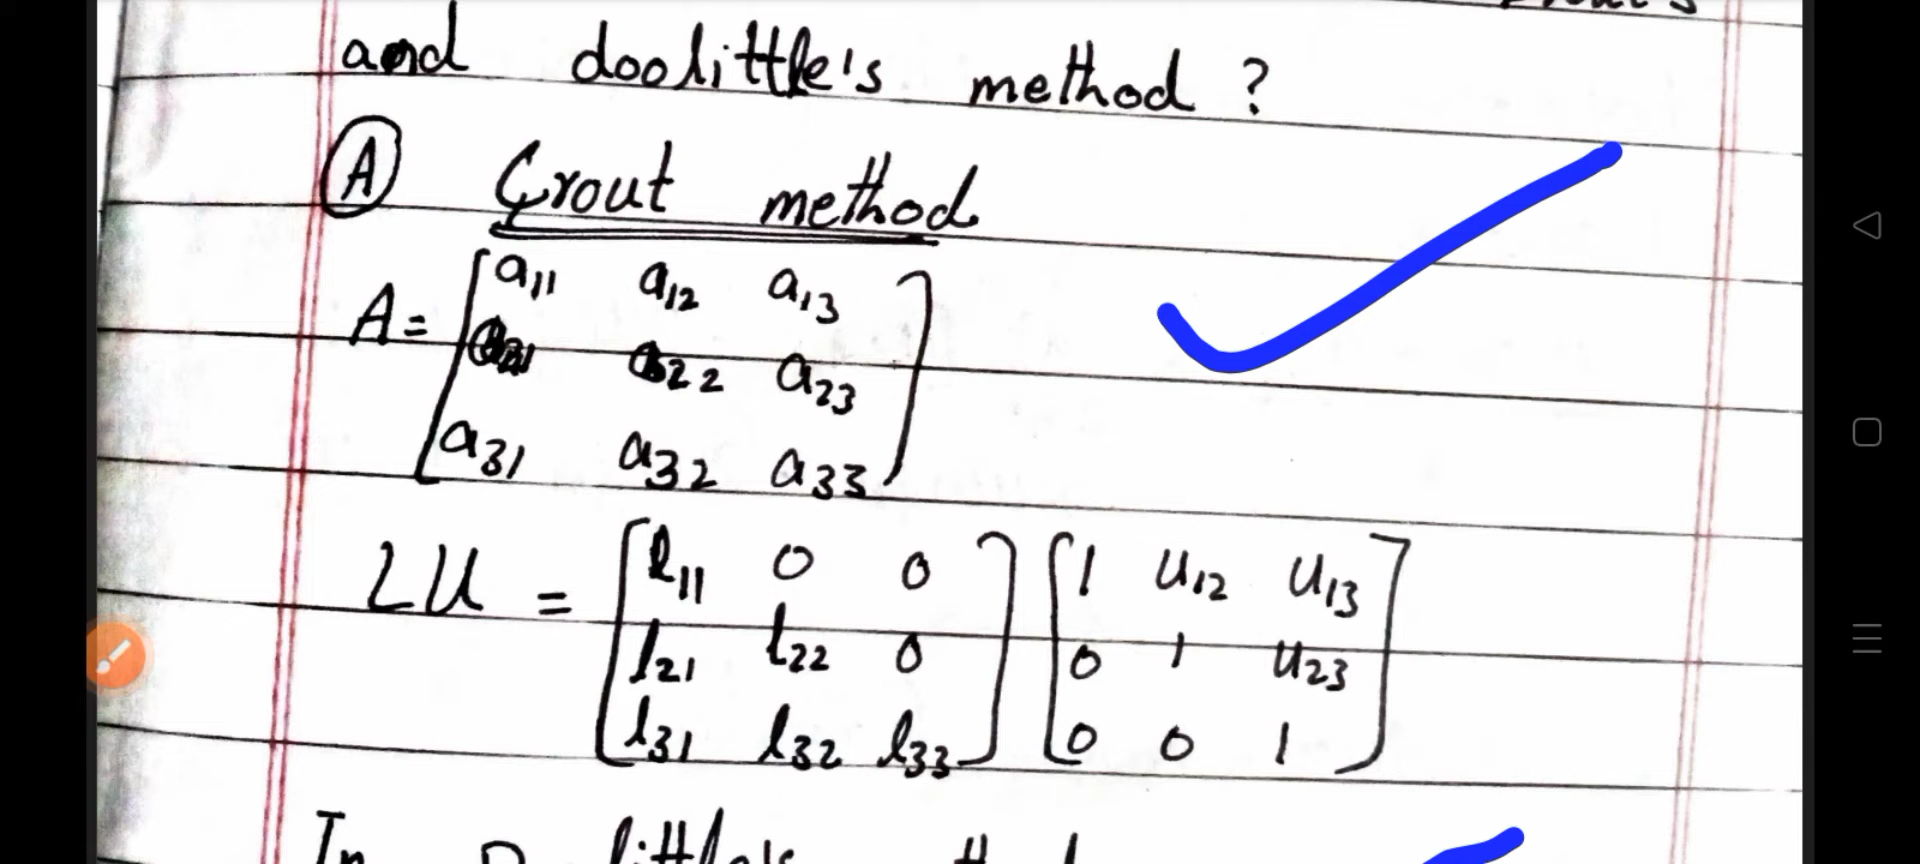 and doolittle's method ?
A Crout method
A = [ a11 a12 a13
a22 a23
a31 a32 a33 ]
LU = [ l11 0 0 ] [ 1 u12 u13 ]
[ l21 l22 0 ] [ 0 1 u23 ]
[ l31 l32 l33 ] [ 0 0 1 ]
In